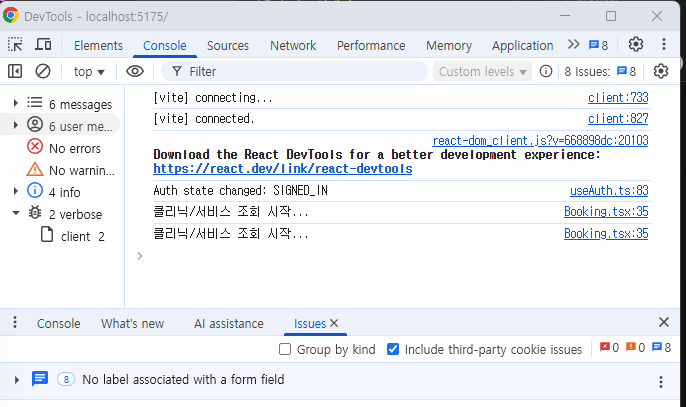 DevTools - localhost:5175/
Elements Console Sources Network Performance Memory Application 8
top Filter Custom levels 8 Issues: 8
6 messages
6 user me...
No errors
No warnin...
4 info
2 verbose
client 2
[vite] connecting... client:733
[vite] connected. client:827
react-dom_client.js?v=668898dc:20103
Download the React DevTools for a better development experience:
https://react.dev/link/react-devtools
Auth state changed: SIGNED_IN useAuth.ts:83
클리닉/서비스 조회 시작... Booking.tsx:35
클리닉/서비스 조회 시작... Booking.tsx:35
Console What's new AI assistance Issues
Group by kind Include third-party cookie issues 0 0 8
8 No label associated with a form field